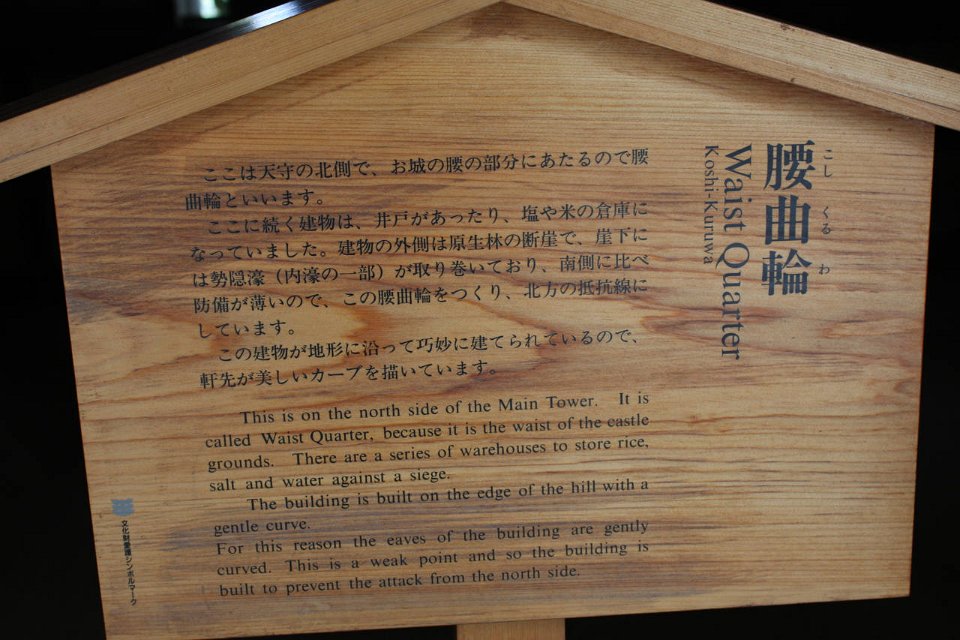 腰曲輪
こし くる わ
Waist Quarter
Koshi-Kuruwa
ここは天守の北側で、お城の腰の部分にあたるので腰
曲輪といいます。
ここに続く建物は、井戸があったり、塩や米の倉庫に
なっていました。建物の外側は原生林の断崖で、崖下に
は勢隠濠（内濠の一部）が取り巻いており、南側に比べ
防備が薄いので、この腰曲輪をつくり、北方の抵抗線に
しています。
この建物が地形に沿って巧妙に建てられているので、
軒先が美しいカーブを描いています。
This is on the north side of the Main Tower. It is
called Waist Quarter, because it is the waist of the castle
grounds. There are a series of warehouses to store rice,
salt and water against a siege.
The building is built on the edge of the hill with a
gentle curve.
For this reason the eaves of the building are gently
curved. This is a weak point and so the building is
built to prevent the attack from the north side.
文化財愛護シンボルマーク